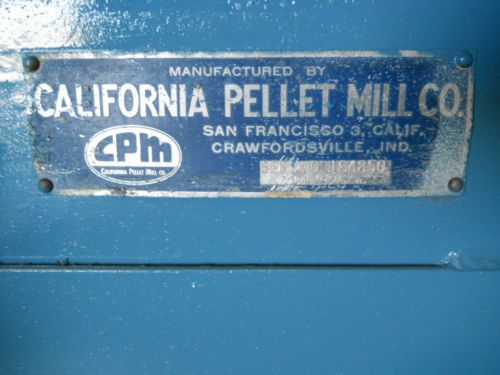 MANUFACTURED BY
CALIFORNIA PELLET MILL CO.
SAN FRANCISCO 3, CALIF.
CRAWFORDSVILLE, IND.
CPM
CALIFORNIA PELLET MILL CO.